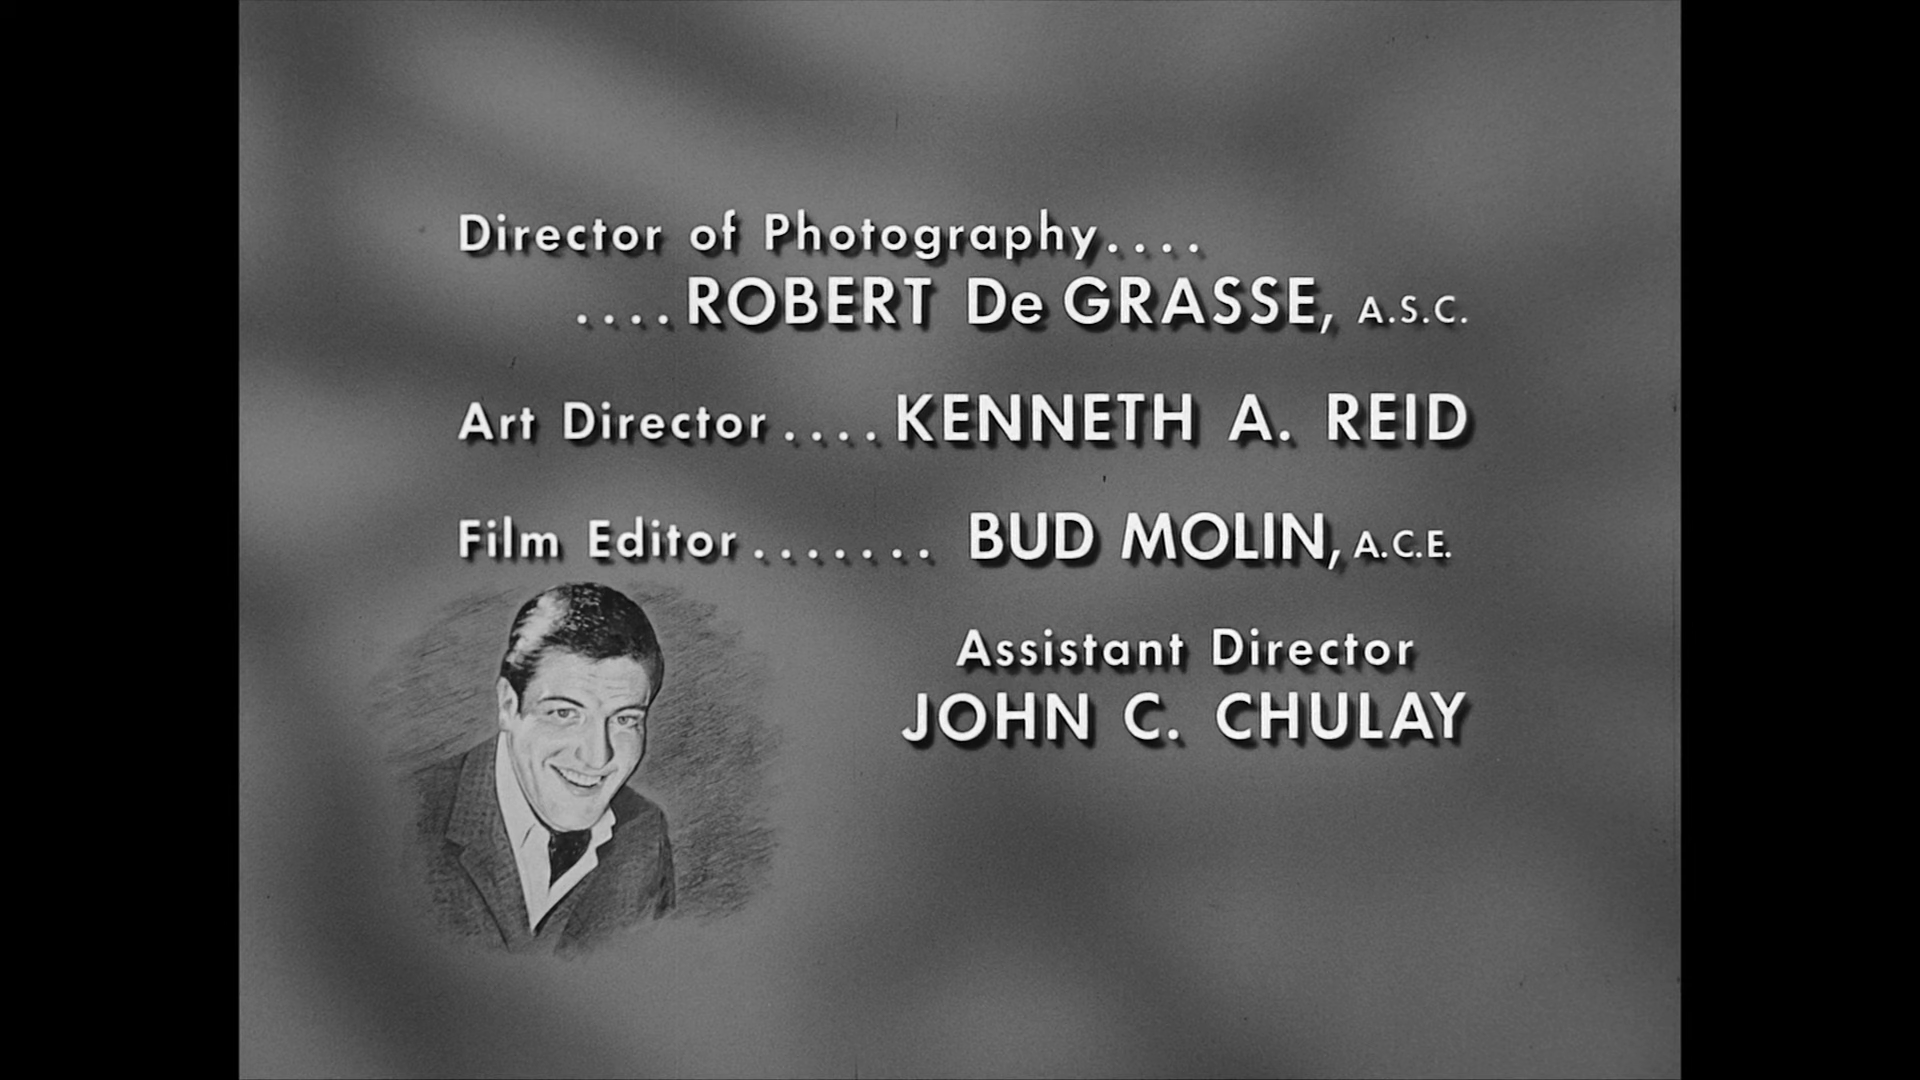 Director of Photography....
....ROBERT De GRASSE, A.S.C.
Art Director....KENNETH A. REID
Film Editor....... BUD MOLIN, A.C.E.
Assistant Director
JOHN C. CHULAY